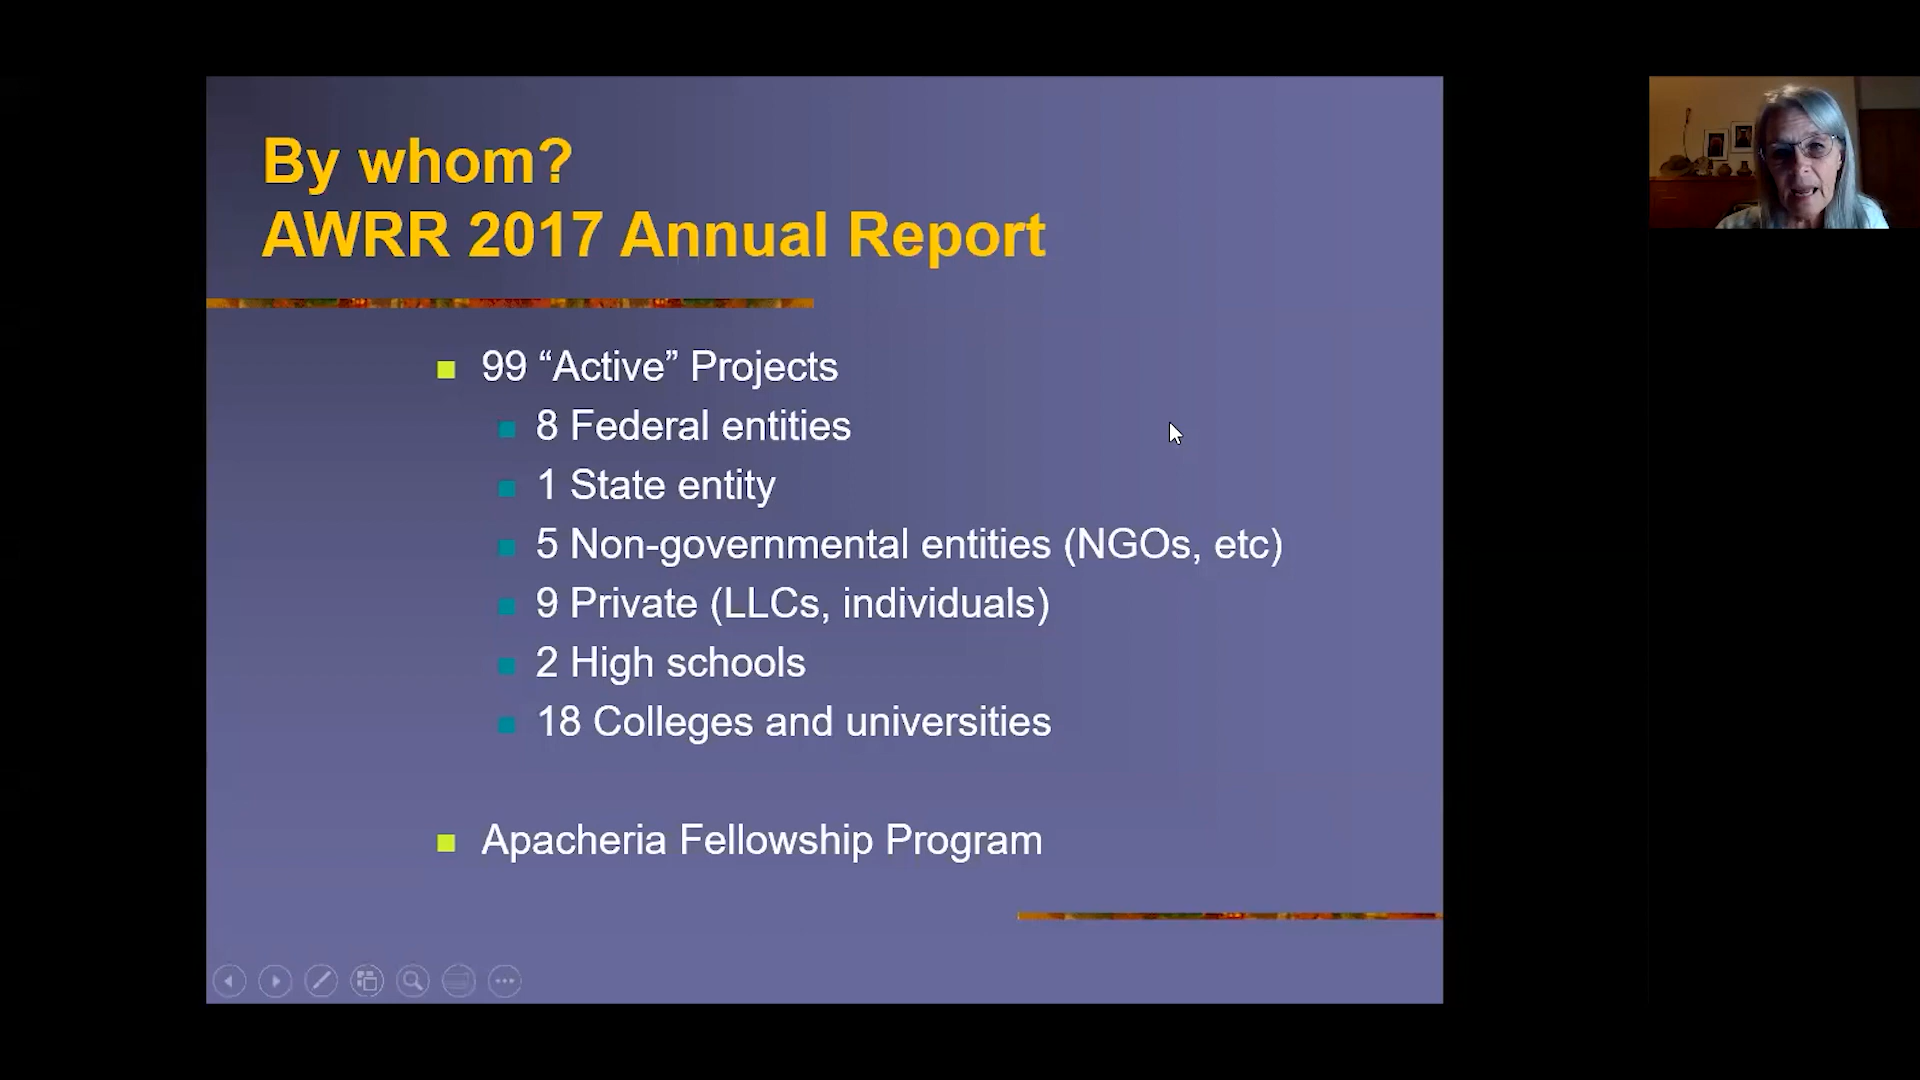 By whom?
AWRR 2017 Annual Report
99 “Active” Projects
8 Federal entities
1 State entity
5 Non-governmental entities (NGOs, etc)
9 Private (LLCs, individuals)
2 High schools
18 Colleges and universities
Apacheria Fellowship Program